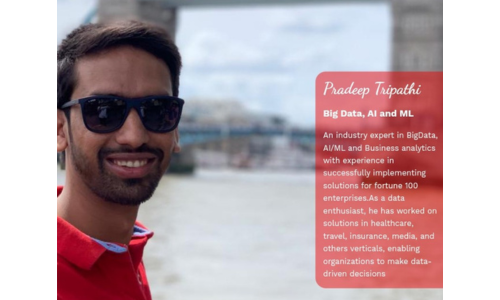 Pradeep Tripathi
Big Data, AI and ML
An industry expert in BigData,
AI/ML and Business analytics
with experience in
successfully implementing
solutions for fortune 100
enterprises.As a data
enthusiast, he has worked on
solutions in healthcare,
travel, insurance, media, and
others verticals, enabling
organizations to make data-
driven decisions